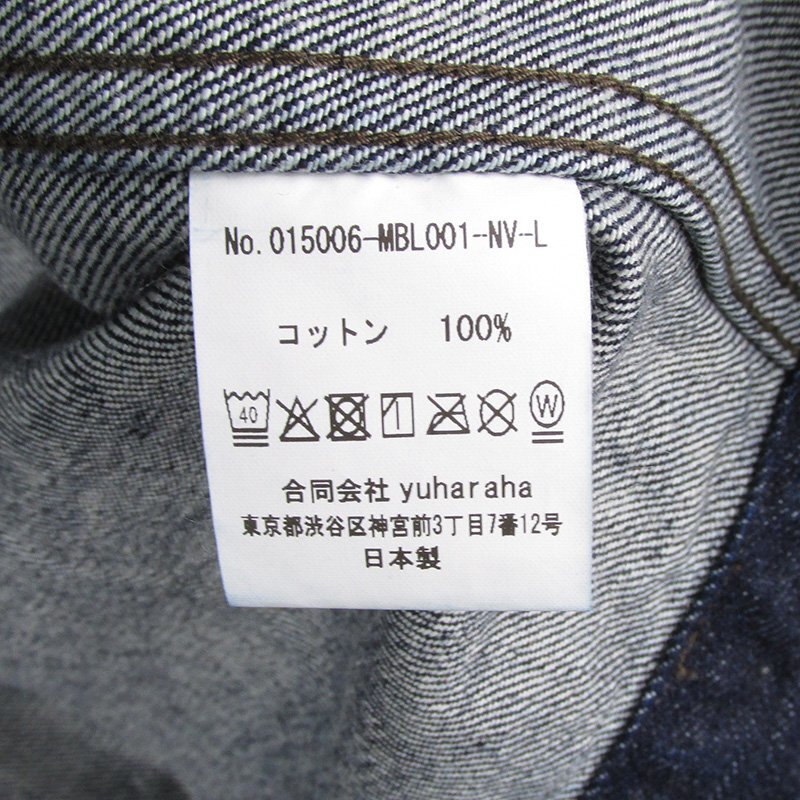 No. 015006-MBL001-NV-L
コットン 100%
40 W
合同会社 yuharaha
東京都渋谷区神宮前3丁目7番12号
日本製